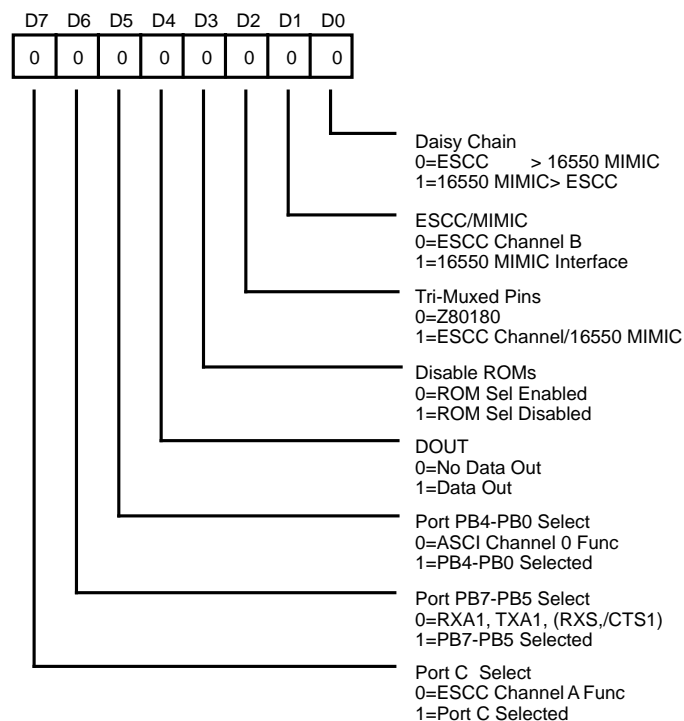 D7 D6 D5 D4 D3 D2 D1 D0
0 0 0 0 0 0 0 0
Daisy Chain
0=ESCC > 16550 MIMIC
1=16550 MIMIC> ESCC
ESCC/MIMIC
0=ESCC Channel B
1=16550 MIMIC Interface
Tri-Muxed Pins
0=Z80180
1=ESCC Channel/16550 MIMIC
Disable ROMs
0=ROM Sel Enabled
1=ROM Sel Disabled
DOUT
0=No Data Out
1=Data Out
Port PB4-PB0 Select
0=ASCI Channel 0 Func
1=PB4-PB0 Selected
Port PB7-PB5 Select
0=RXA1, TXA1, (RXS,/CTS1)
1=PB7-PB5 Selected
Port C Select
0=ESCC Channel A Func
1=Port C Selected